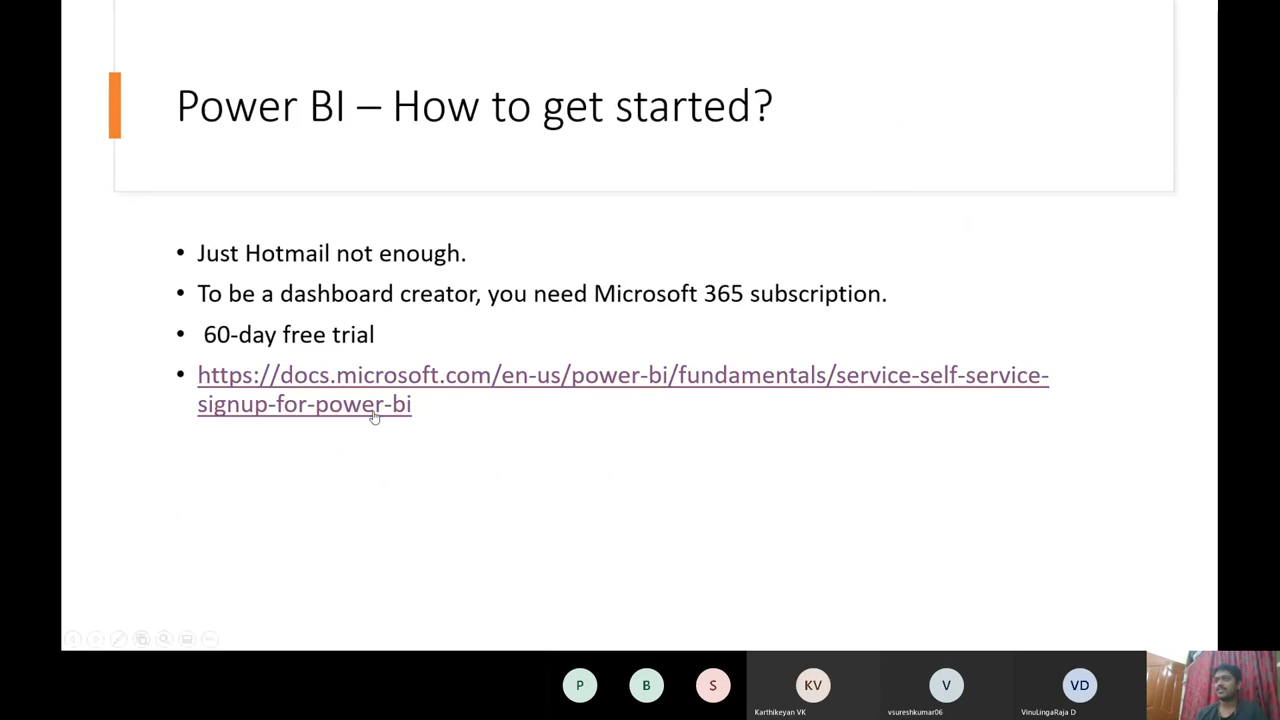 Power BI – How to get started?
• Just Hotmail not enough.
• To be a dashboard creator, you need Microsoft 365 subscription.
• 60-day free trial
• https://docs.microsoft.com/en-us/power-bi/fundamentals/service-self-service-
signup-for-power-bi
P B S KV V VD
Karthikeyan VK vsureshkumar06 VinuLingaRaja D